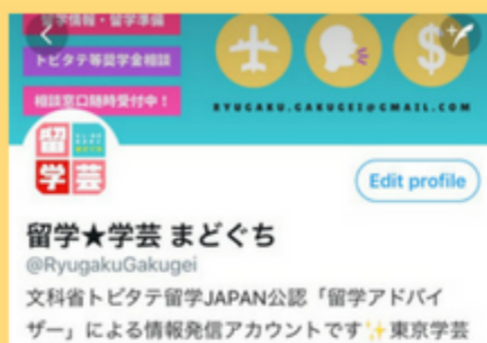 留学情報・留学準備
トビタテ等奨学金相談
相談窓口随時受付中！
RYUGAKU.GAKUGEI@GMAIL.COM
留
学芸
Edit profile
留学★学芸 まどぐち
@RyugakuGakugei
文科省トビタテ留学JAPAN公認「留学アドバイ
ザー」による情報発信アカウントです✨東京学芸